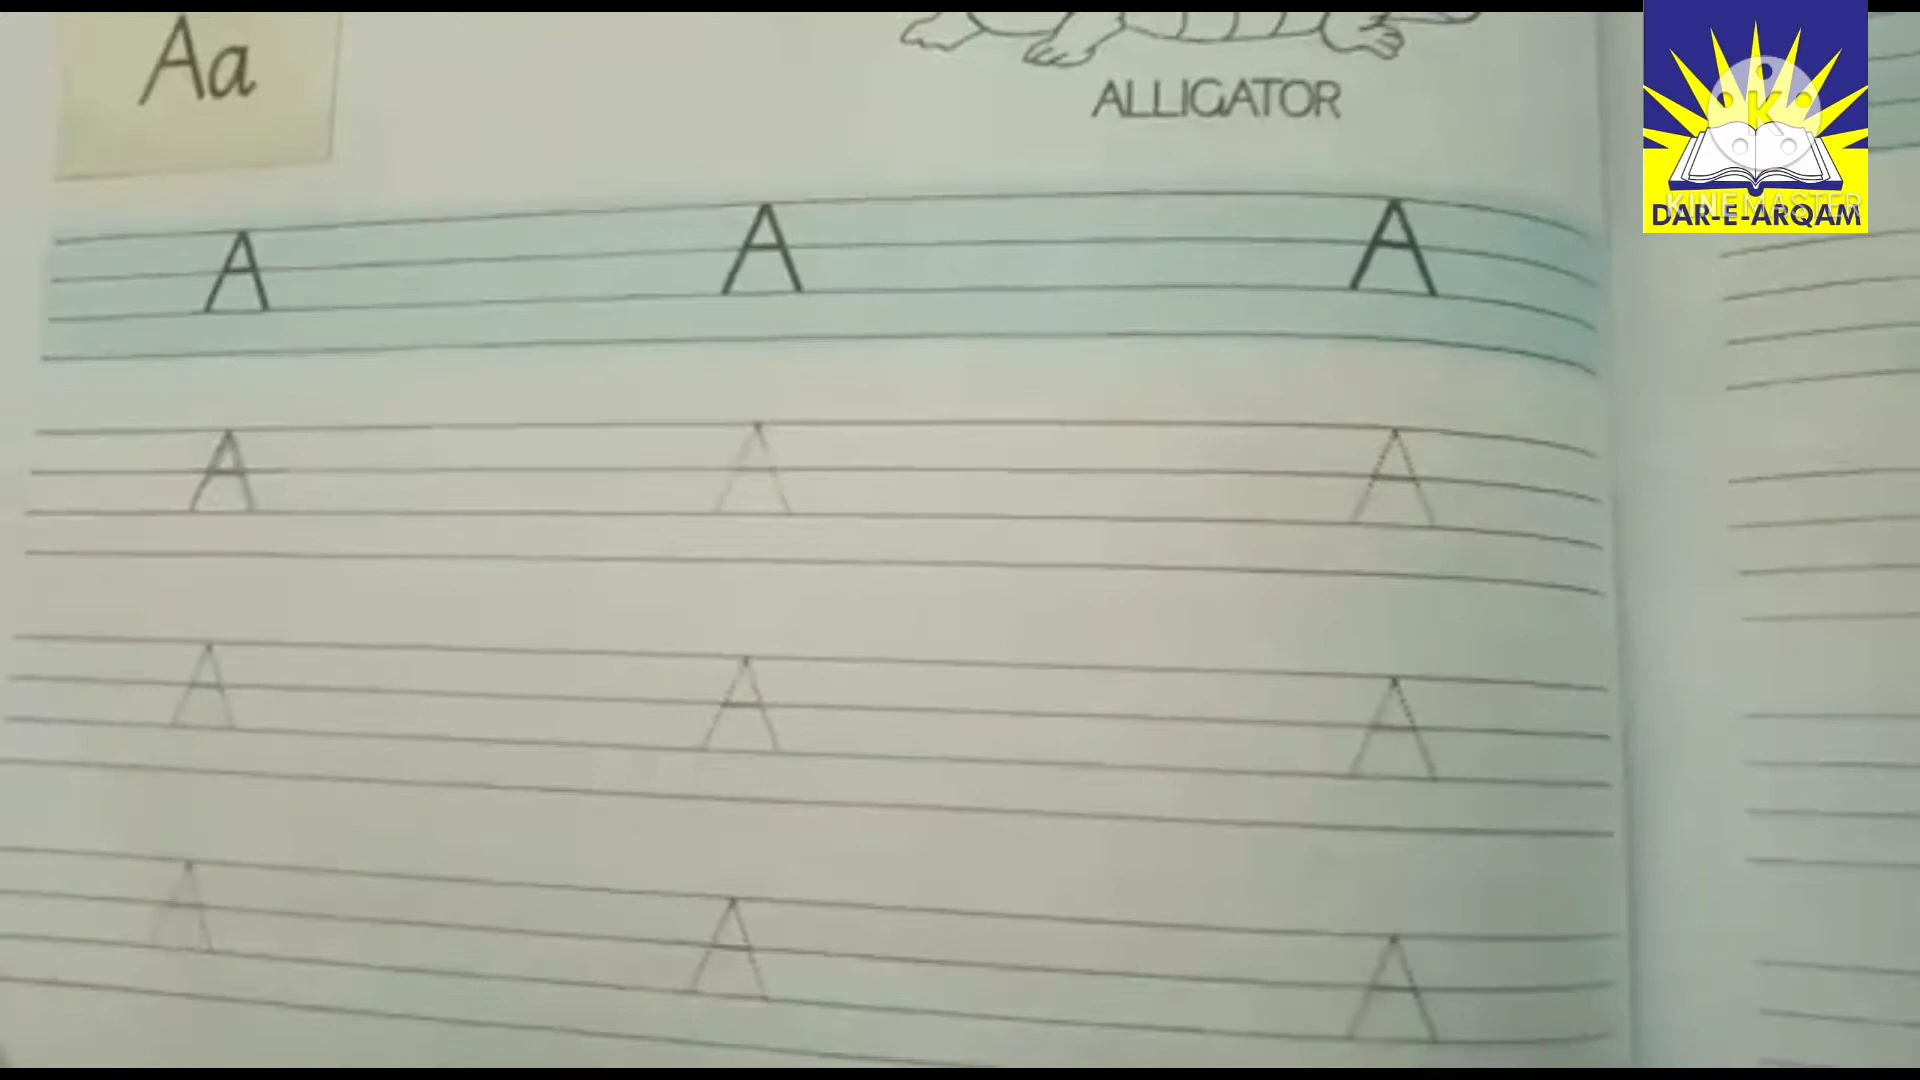 Aa
ALLIGATOR
K
KINEMASTER
DAR-E-ARQAM
A A A
A A A
A A A
A A A